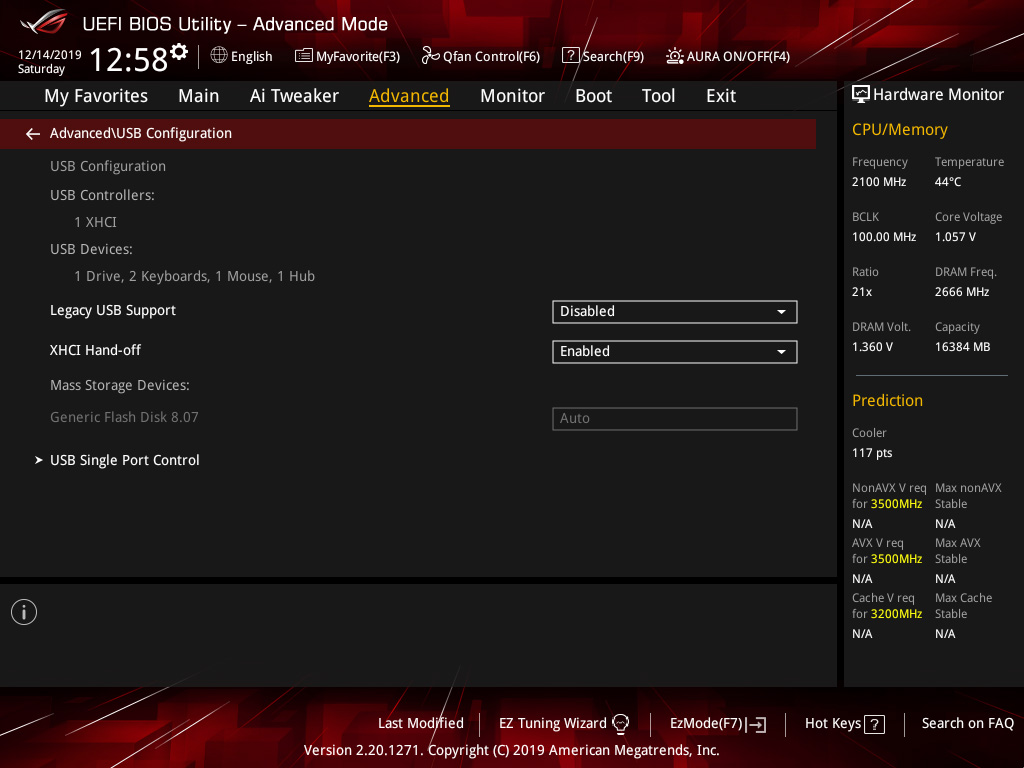 UEFI BIOS Utility – Advanced Mode
12/14/2019
Saturday
12:58
English
MyFavorite(F3)
Qfan Control(F6)
Search(F9)
AURA ON/OFF(F4)
My Favorites Main Ai Tweaker Advanced Monitor Boot Tool Exit
Advanced\USB Configuration
USB Configuration
USB Controllers:
1 XHCI
USB Devices:
1 Drive, 2 Keyboards, 1 Mouse, 1 Hub
Legacy USB Support Disabled
XHCI Hand-off Enabled
Mass Storage Devices:
Generic Flash Disk 8.07 Auto
USB Single Port Control
Hardware Monitor
CPU/Memory
Frequency Temperature
2100 MHz 44°C
BCLK Core Voltage
100.00 MHz 1.057 V
Ratio DRAM Freq.
21x 2666 MHz
DRAM Volt. Capacity
1.360 V 16384 MB
Prediction
Cooler
117 pts
NonAVX V req Max nonAVX
for 3500MHz Stable
N/A N/A
AVX V req Max AVX
for 3500MHz Stable
N/A N/A
Cache V req Max Cache
for 3200MHz Stable
N/A N/A
Last Modified
EZ Tuning Wizard
EzMode(F7)
Hot Keys ?
Search on FAQ
Version 2.20.1271. Copyright (C) 2019 American Megatrends, Inc.